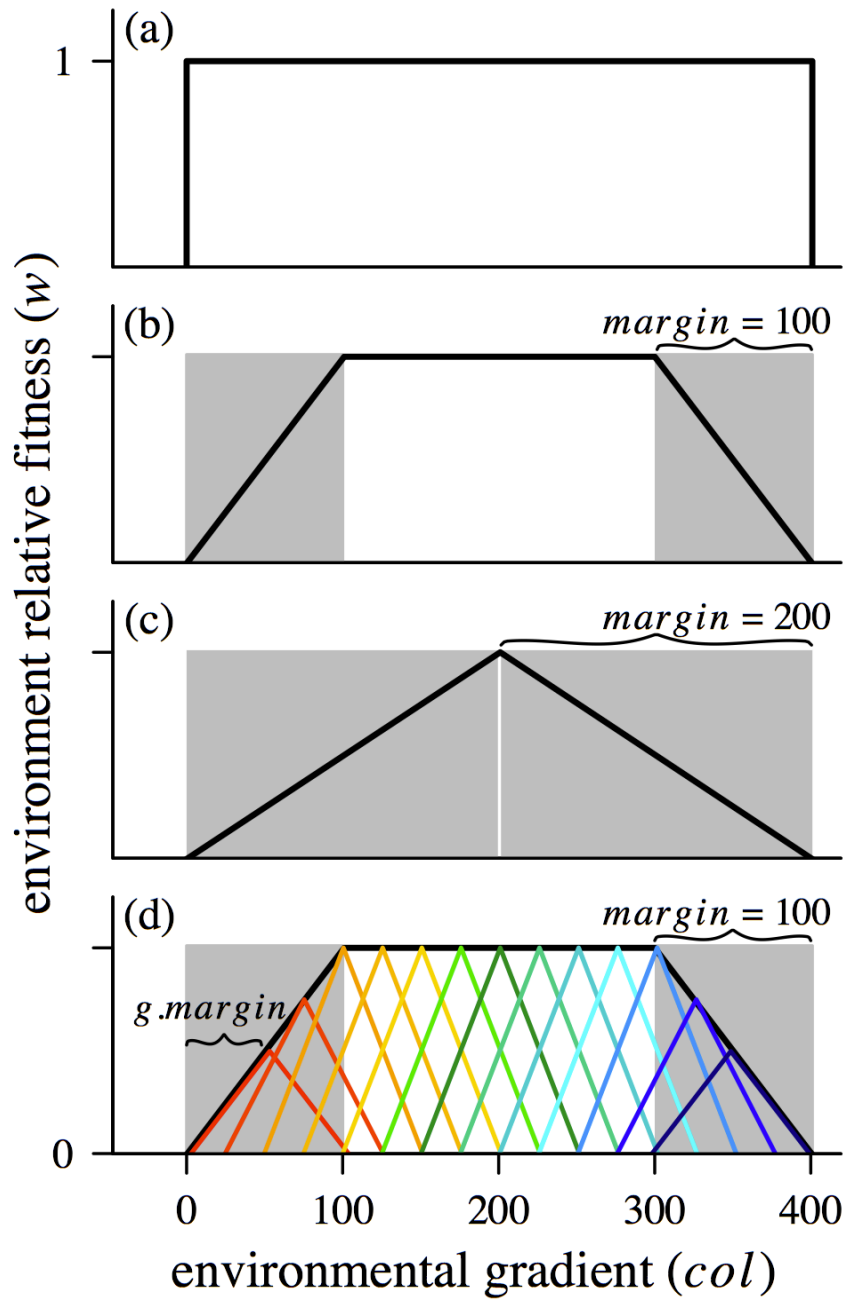 (a)
1
(b)
margin = 100
(c)
margin = 200
(d)
margin = 100
g.margin
0
0 100 200 300 400
environmental gradient (col)
environment relative fitness (w)